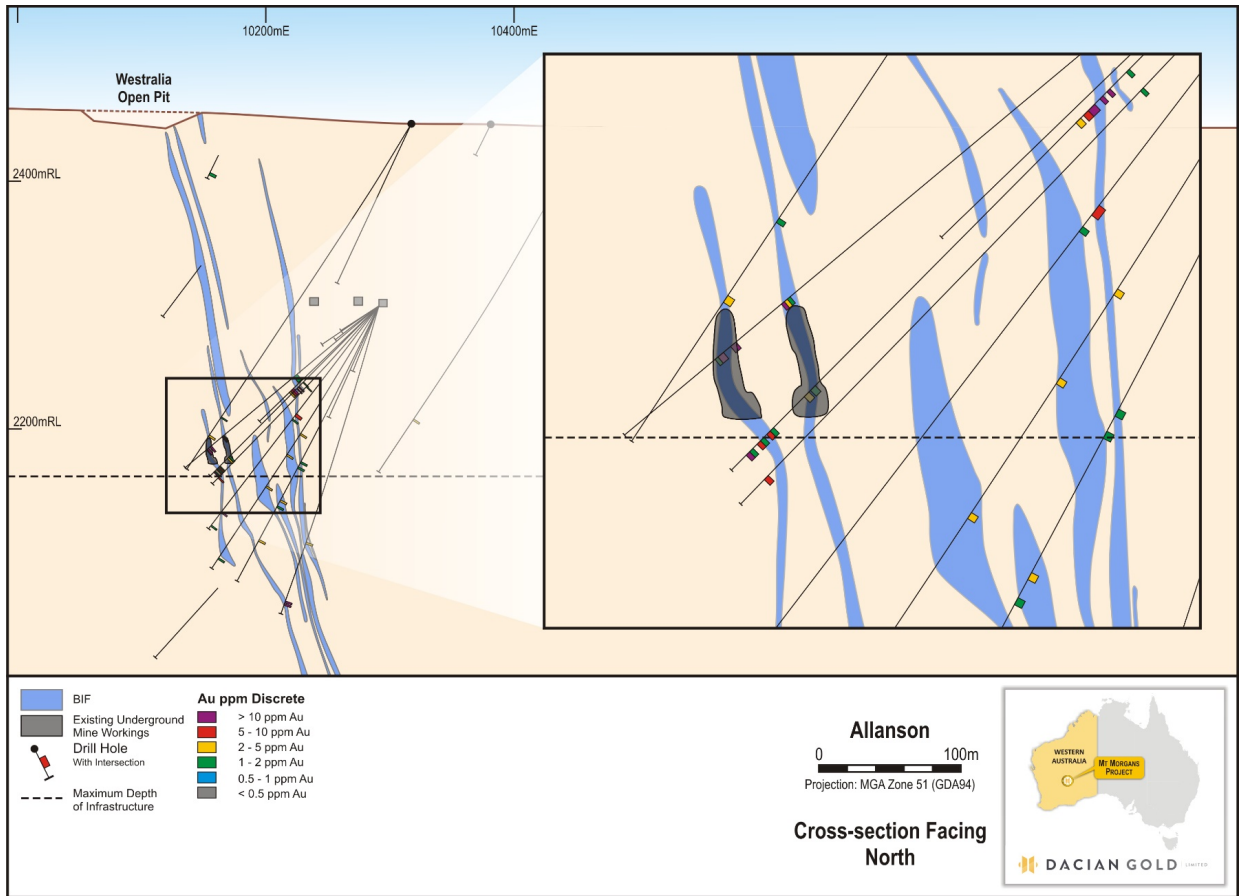 10200mE
10400mE
Westralia
Open Pit
2400mRL
2200mRL
BIF
Existing Underground
Mine Workings
Drill Hole
With Intersection
Maximum Depth
of Infrastructure
Au ppm Discrete
> 10 ppm Au
5 - 10 ppm Au
2 - 5 ppm Au
1 - 2 ppm Au
0.5 - 1 ppm Au
< 0.5 ppm Au
Allanson
0 100m
Projection: MGA Zone 51 (GDA94)
Cross-section Facing
North
WESTERN
AUSTRALIA
MT MORGANS
PROJECT
DACIAN GOLD LIMITED